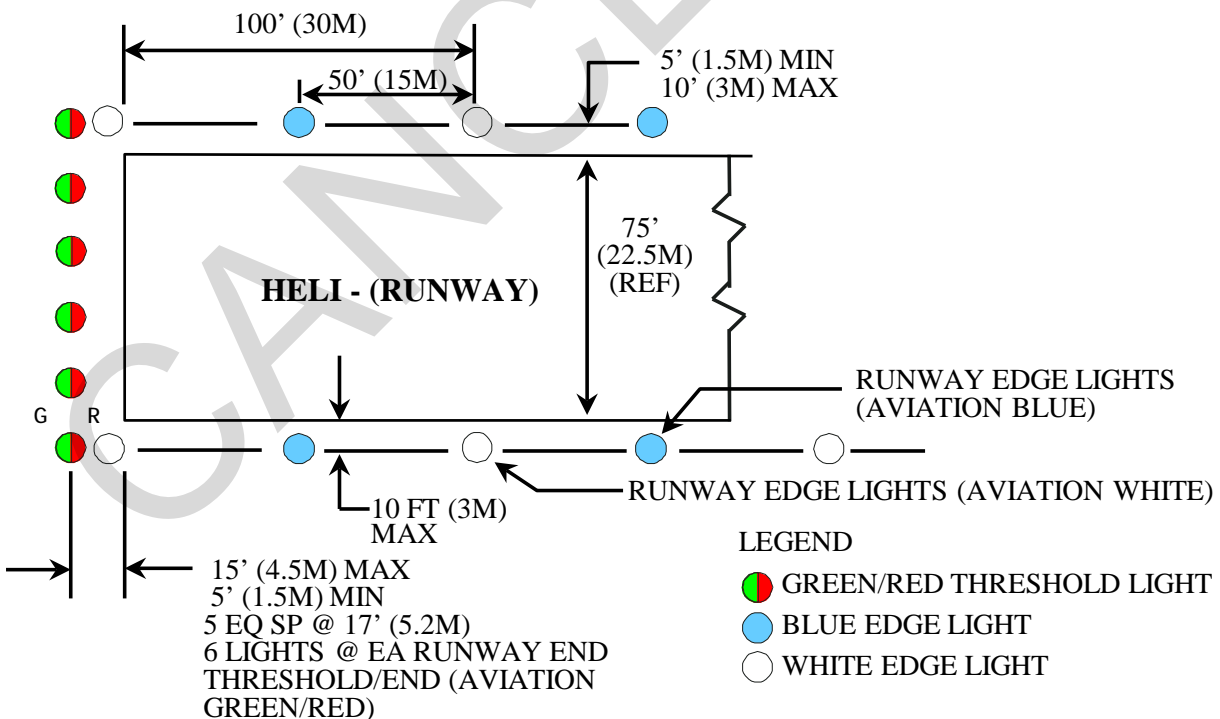 100' (30M)
50' (15M)
5' (1.5M) MIN
10' (3M) MAX
75'
(22.5M)
(REF)
HELI - (RUNWAY)
RUNWAY EDGE LIGHTS
(AVIATION BLUE)
G R
RUNWAY EDGE LIGHTS (AVIATION WHITE)
10 FT (3M)
MAX
15' (4.5M) MAX
5' (1.5M) MIN
5 EQ SP @ 17' (5.2M)
6 LIGHTS @ EA RUNWAY END
THRESHOLD/END (AVIATION
GREEN/RED)
LEGEND
GREEN/RED THRESHOLD LIGHT
BLUE EDGE LIGHT
WHITE EDGE LIGHT